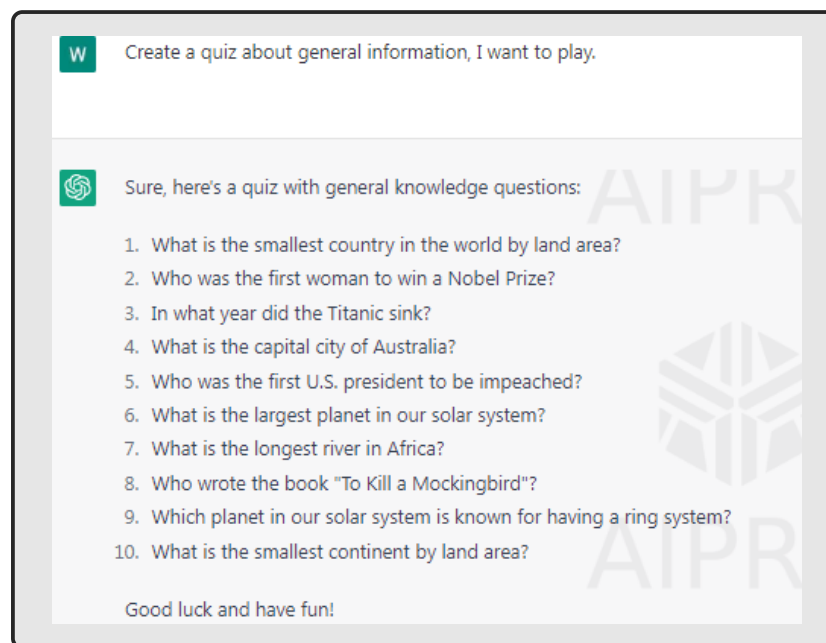 W
Create a quiz about general information, I want to play.
AIPR
Sure, here's a quiz with general knowledge questions:
1. What is the smallest country in the world by land area?
2. Who was the first woman to win a Nobel Prize?
3. In what year did the Titanic sink?
4. What is the capital city of Australia?
5. Who was the first U.S. president to be impeached?
6. What is the largest planet in our solar system?
7. What is the longest river in Africa?
8. Who wrote the book "To Kill a Mockingbird"?
9. Which planet in our solar system is known for having a ring system?
10. What is the smallest continent by land area?
AIPR
Good luck and have fun!